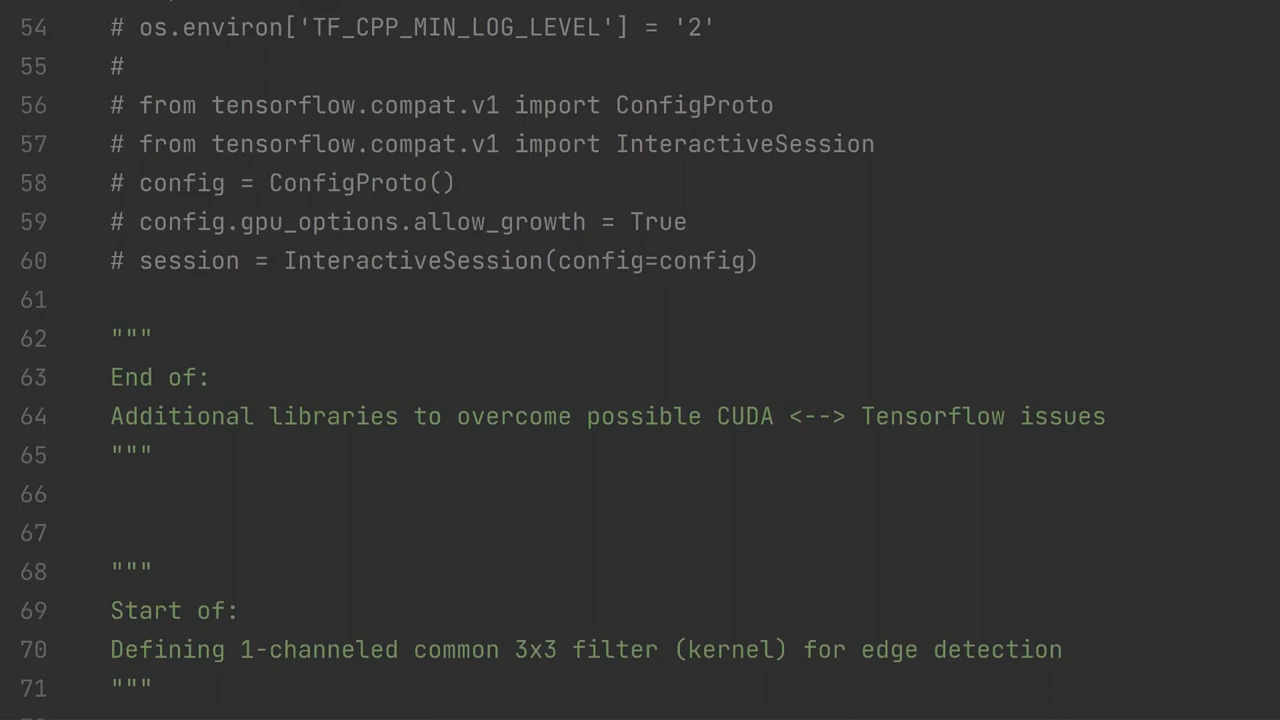 54 # os.environ['TF_CPP_MIN_LOG_LEVEL'] = '2'
55 #
56 # from tensorflow.compat.v1 import ConfigProto
57 # from tensorflow.compat.v1 import InteractiveSession
58 # config = ConfigProto()
59 # config.gpu_options.allow_growth = True
60 # session = InteractiveSession(config=config)
61
62 """
63 End of:
64 Additional libraries to overcome possible CUDA <--> Tensorflow issues
65 """
66
67
68 """
69 Start of:
70 Defining 1-channeled common 3x3 filter (kernel) for edge detection
71 """